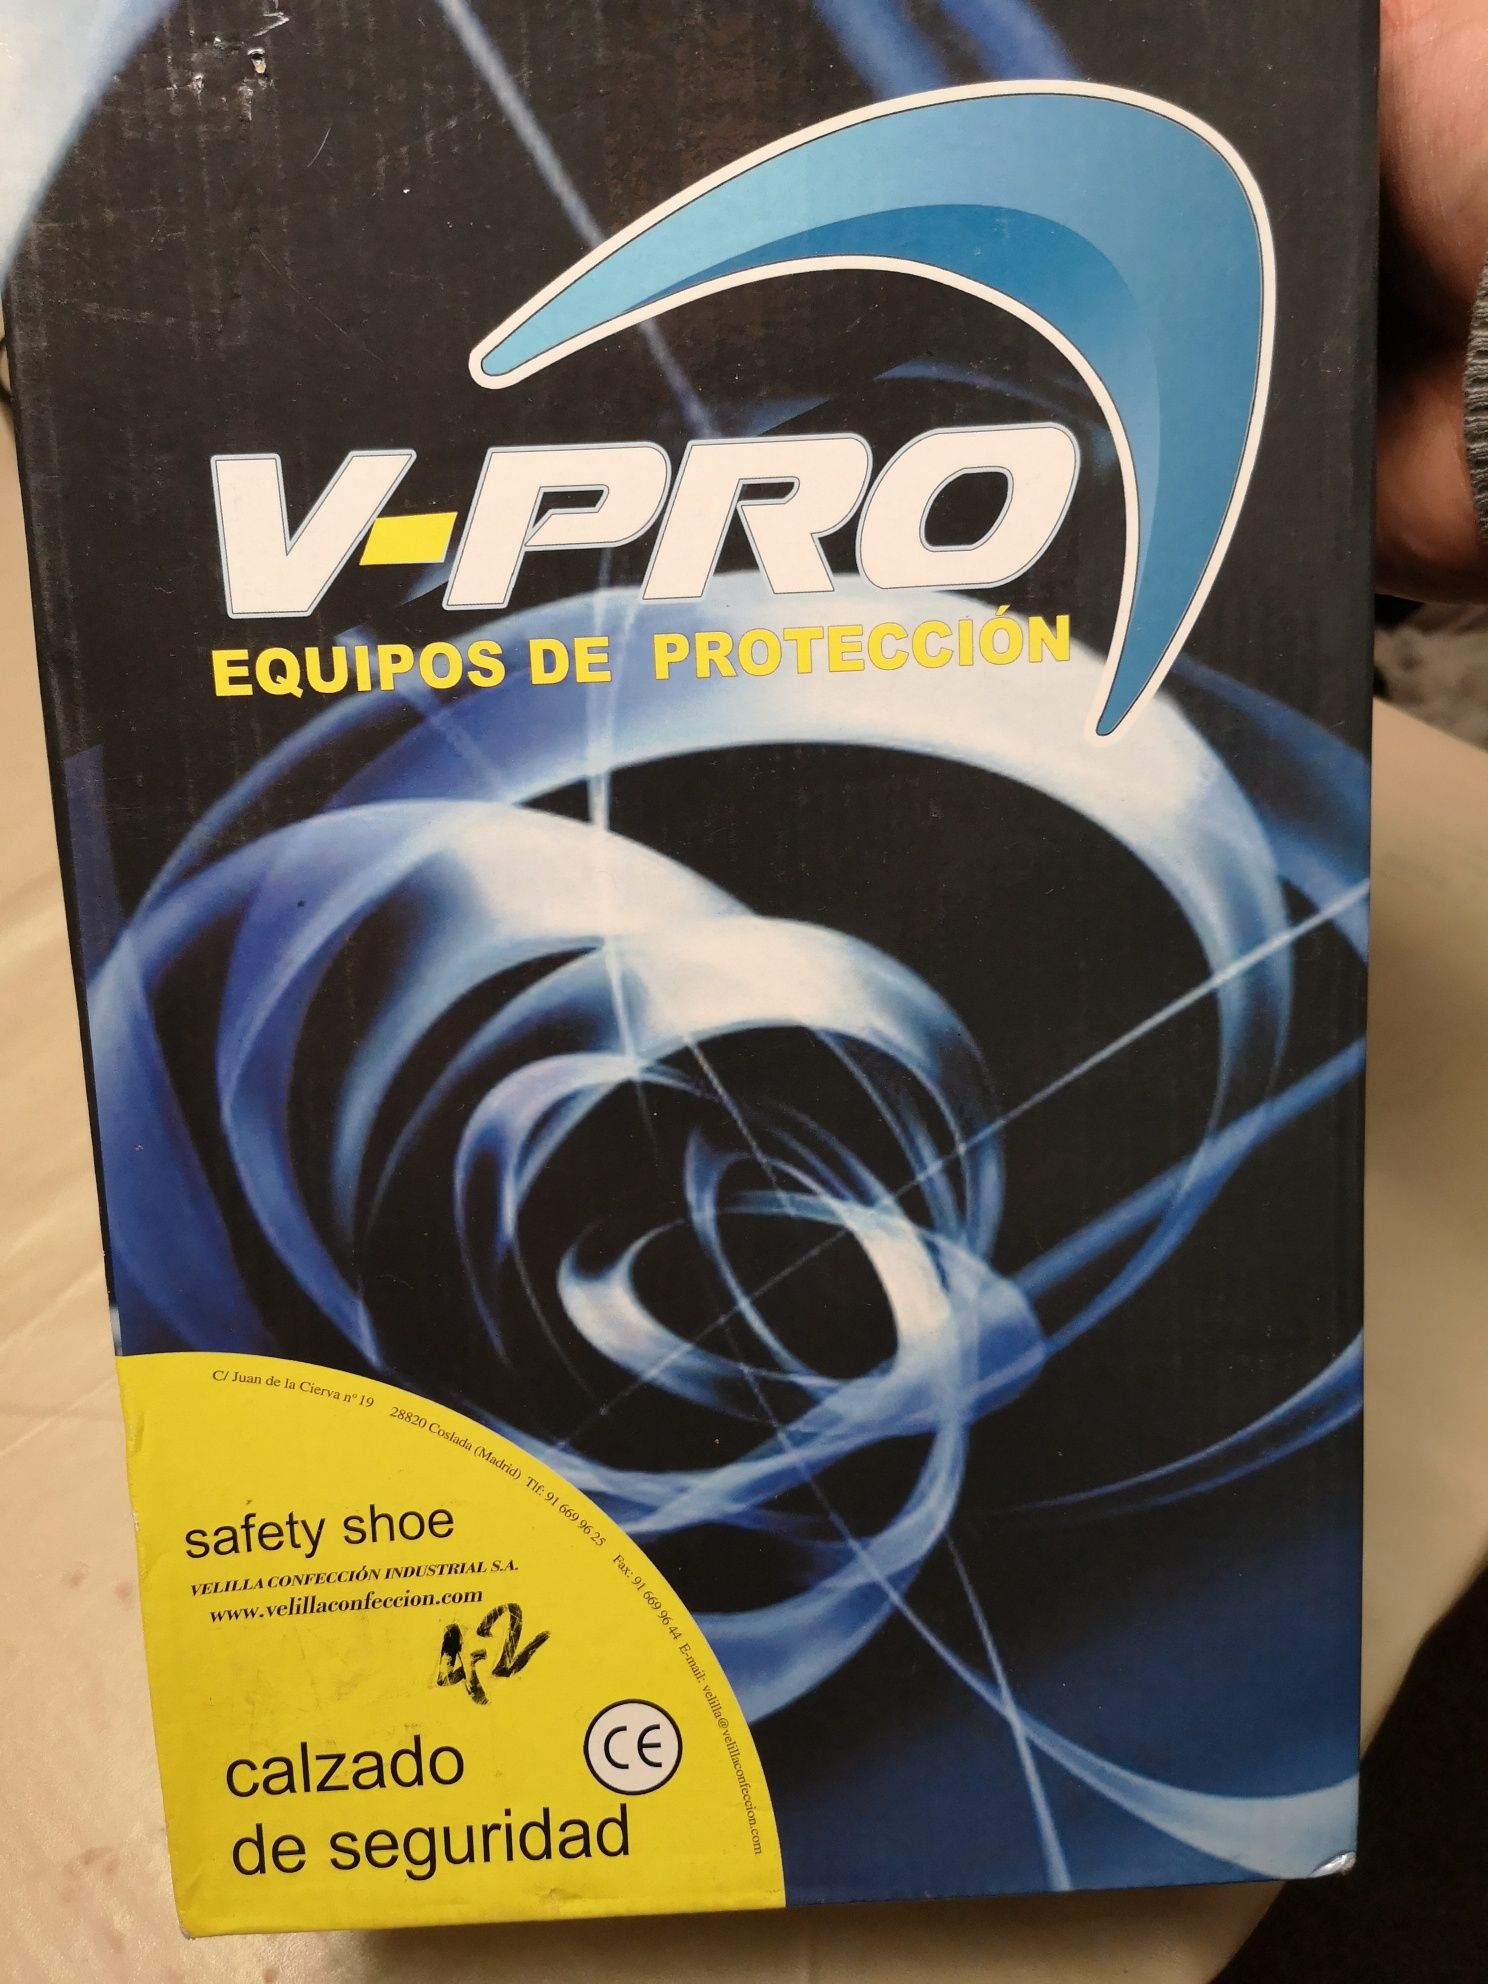 V-PRO
EQUIPOS DE PROTECCIÓN
C/ Juan de la Cierva nº 19 28820 Coslada (Madrid) Tlf: 91 669 96 25 Fax: 91 669 96 44 E-mail: velilla@velillaconfeccion.com
safety shoe
VELILLA CONFECCIÓN INDUSTRIAL S.A.
www.velillaconfeccion.com
42
CE
calzado
de seguridad